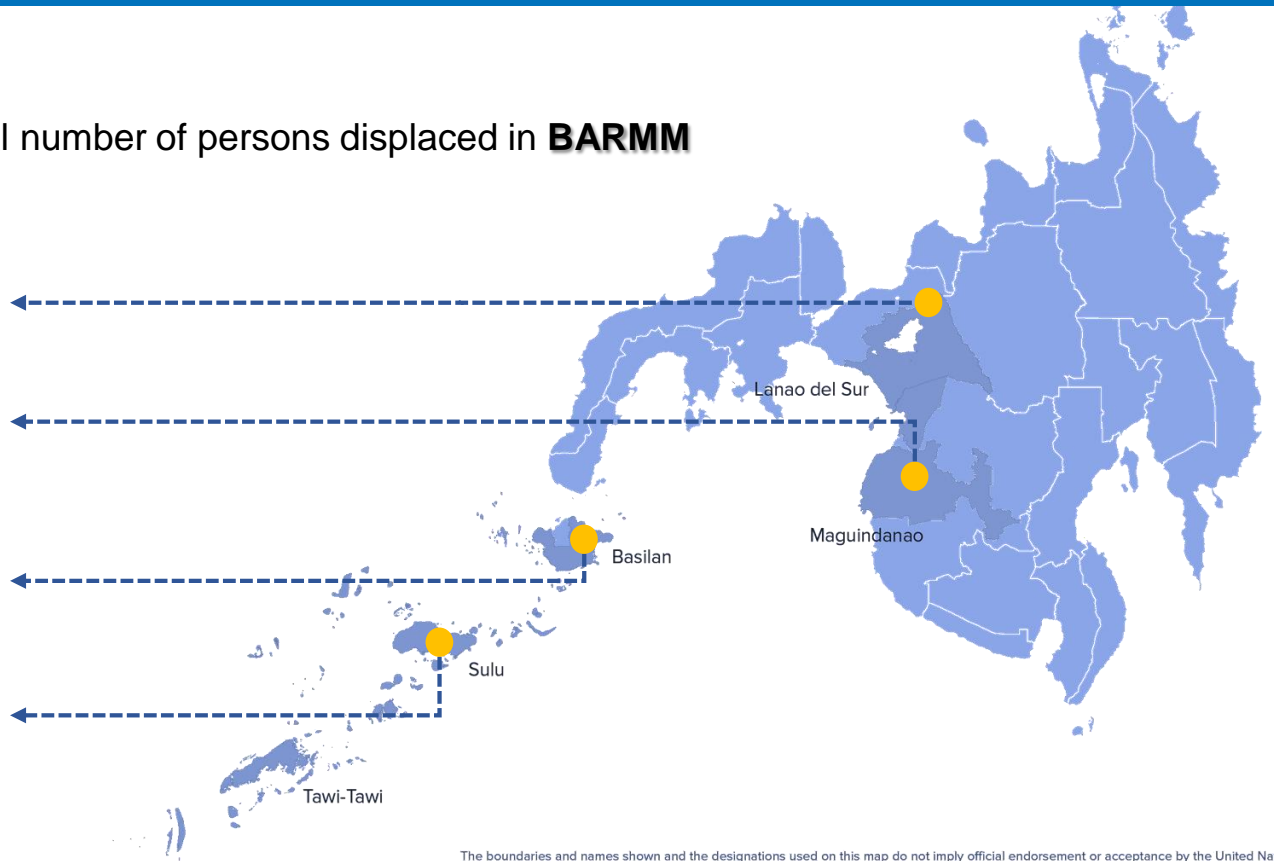 l number of persons displaced in BARMM
Lanao del Sur
Maguindanao
Basilan
Sulu
Tawi-Tawi
The boundaries and names shown and the designations used on this map do not imply official endorsement or acceptance by the United Na